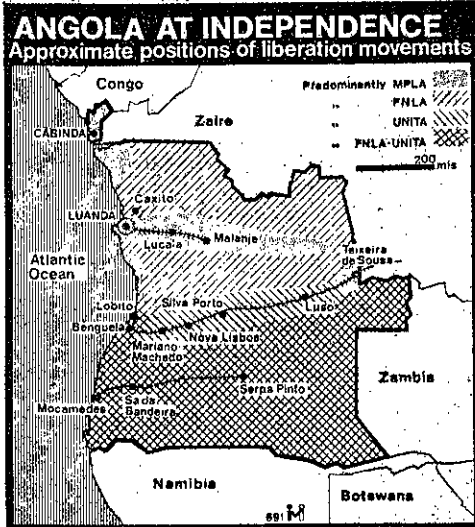 ANGOLA AT INDEPENDENCE
Approximate positions of liberation movements
Congo
Predominantly MPLA
" FNLA
" UNITA
" FNLA-UNITA
200 mls
CABINDA
Zaire
Caxito
LUANDA
Lucala
Malanje
Teixeira
de Sousa
Atlantic
Ocean
Lobito
Silva Porto
Luso
Benguela
Nova Lisboa
Mariano
Machado
Zambia
Serpa Pinto
Mocamedes
Sa da
Bandeira
Namibia
Botswana
691